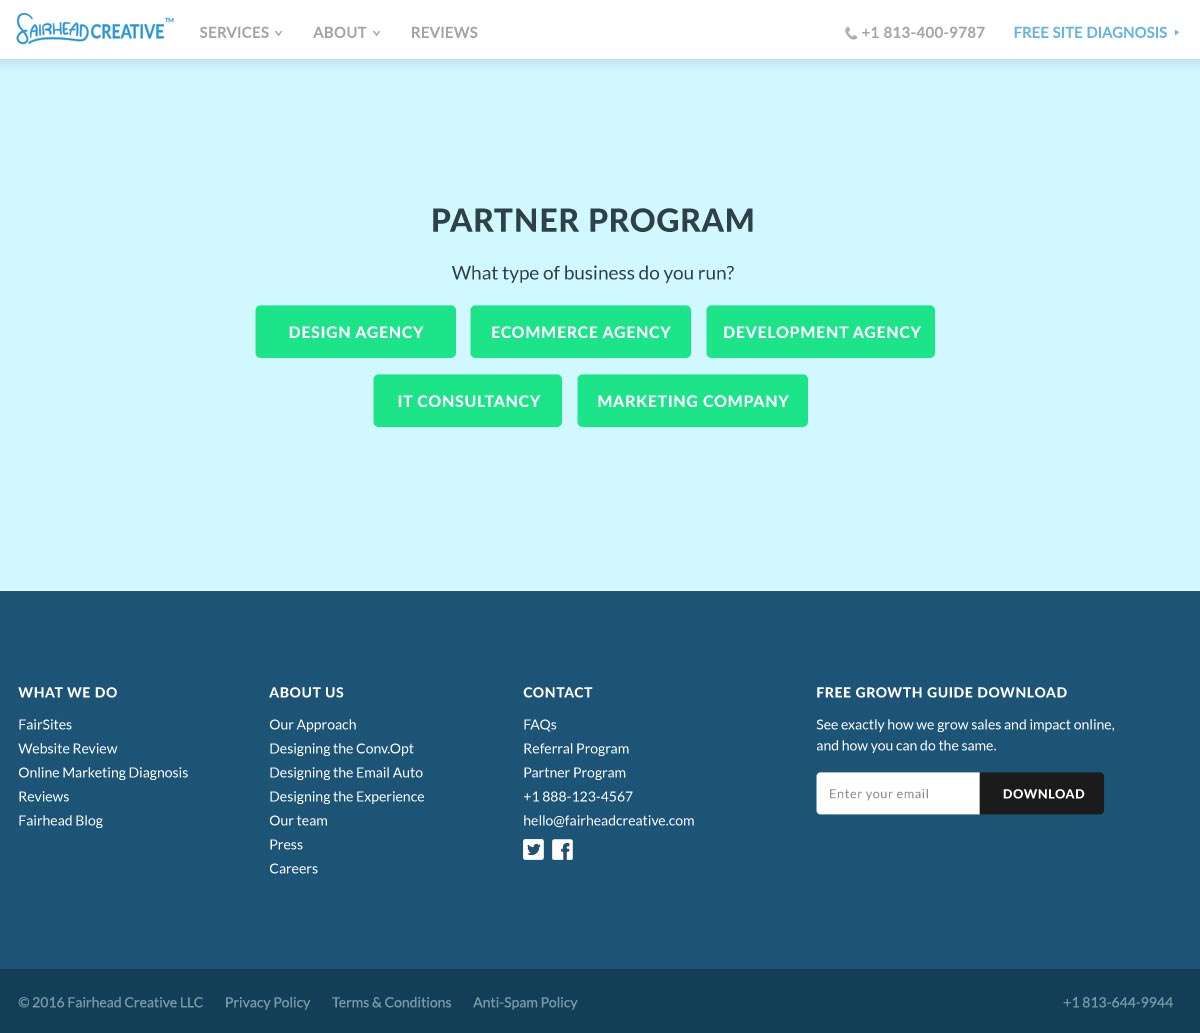 FAIRHEAD CREATIVE™ SERVICES ABOUT REVIEWS +1 813-400-9787 FREE SITE DIAGNOSIS
PARTNER PROGRAM
What type of business do you run?
DESIGN AGENCY ECOMMERCE AGENCY DEVELOPMENT AGENCY
IT CONSULTANCY MARKETING COMPANY
WHAT WE DO
FairSites
Website Review
Online Marketing Diagnosis
Reviews
Fairhead Blog
ABOUT US
Our Approach
Designing the Conv.Opt
Designing the Email Auto
Designing the Experience
Our team
Press
Careers
CONTACT
FAQs
Referral Program
Partner Program
+1 888-123-4567
hello@fairheadcreative.com
FREE GROWTH GUIDE DOWNLOAD
See exactly how we grow sales and impact online,
and how you can do the same.
Enter your email DOWNLOAD
© 2016 Fairhead Creative LLC Privacy Policy Terms & Conditions Anti-Spam Policy +1 813-644-9944